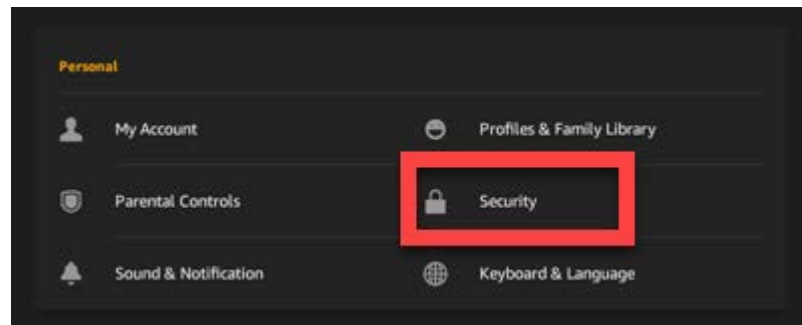 Personal
My Account
Profiles & Family Library
Parental Controls
Security
Sound & Notification
Keyboard & Language